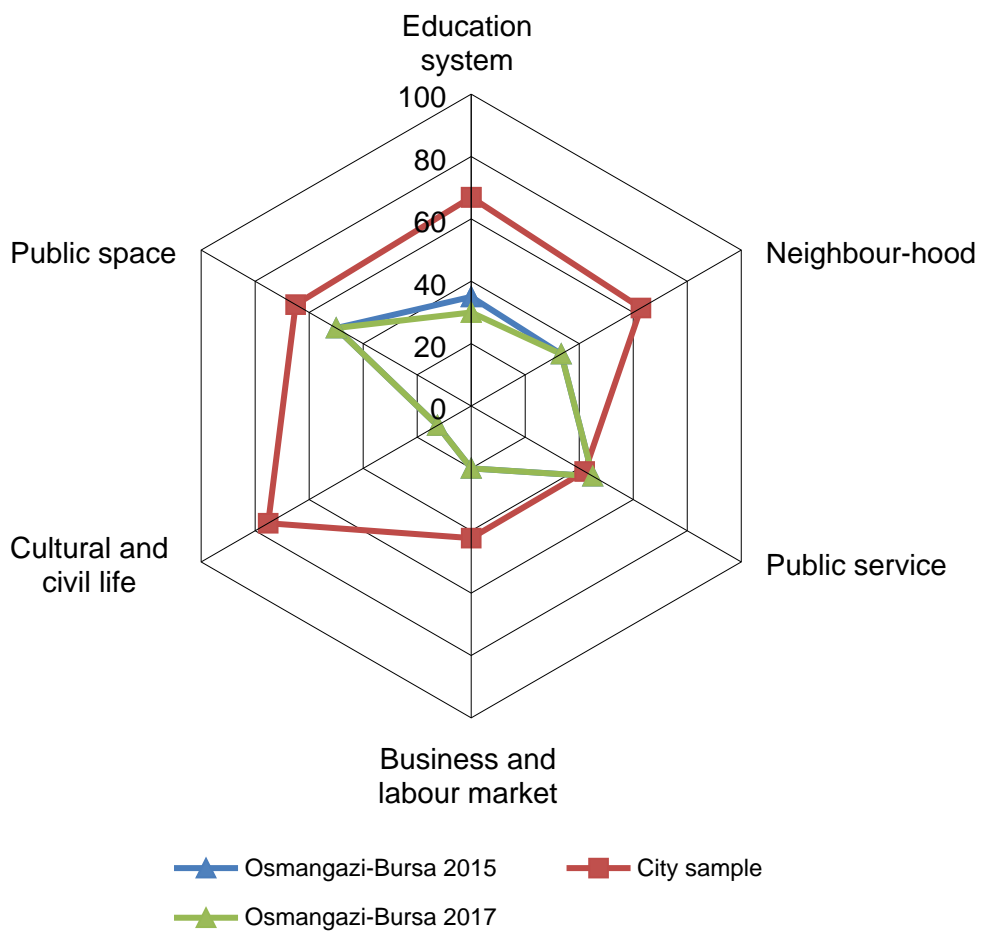 Education
system
100
80
60
40
20
0
Public space
Neighbour-hood
Cultural and
civil life
Public service
Business and
labour market
Osmangazi-Bursa 2015
City sample
Osmangazi-Bursa 2017